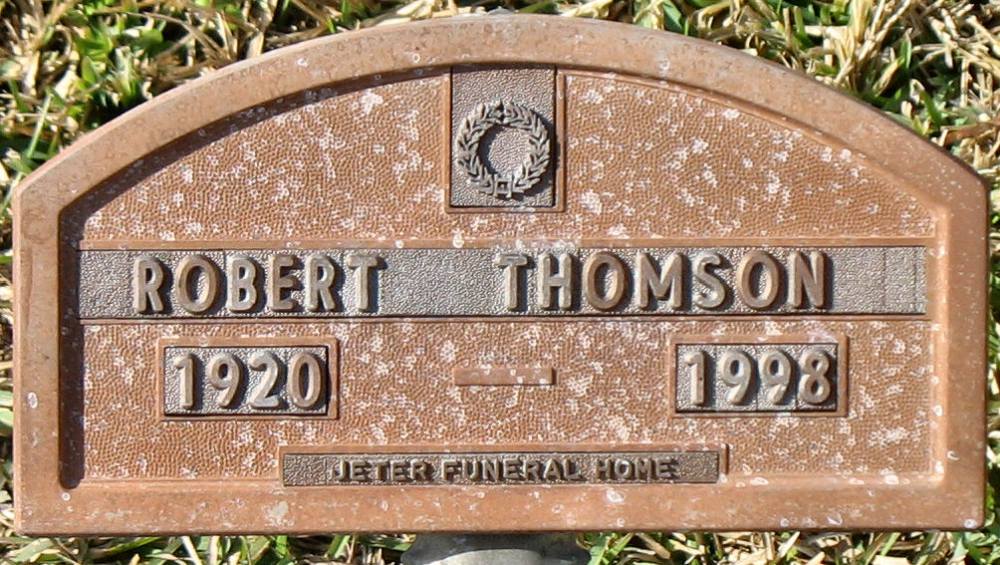 ROBERT THOMSON
1920 — 1998
JETER FUNERAL HOME